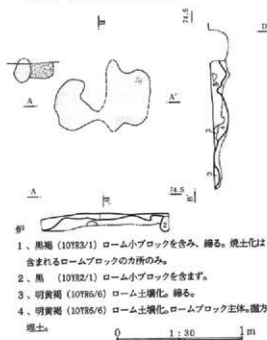 74.5
A
A'
A
74.5
炉
1、黒褐(10YR3/1)ローム小ブロックを含み、締る。焼土化は
含まれるロームブロックのカ所のみ。
2、黒 (10YR2/1)ローム小ブロックを含まず。
3、明黄褐(10YR6/6)ローム土壌化。締る。
4、明黄褐(10YR6/6)ローム土壌化。ロームブロック主体。掘方
埋土。
0 1:30 1m